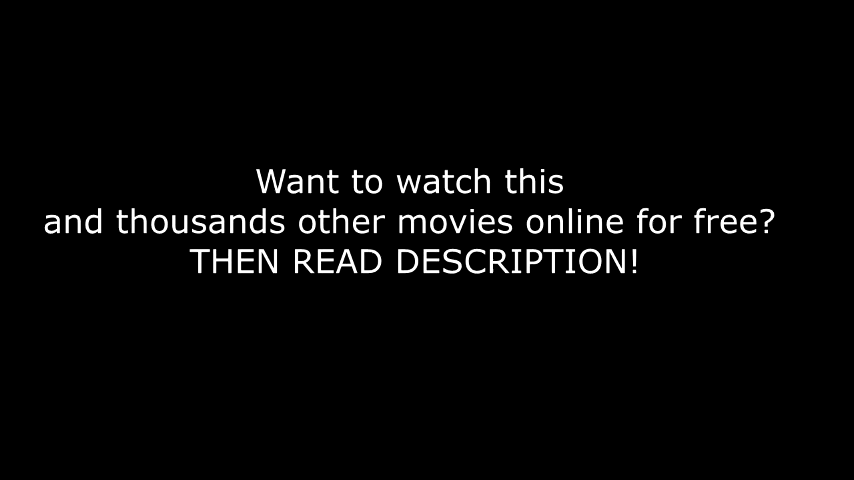 Want to watch this
and thousands other movies online for free?
THEN READ DESCRIPTION!